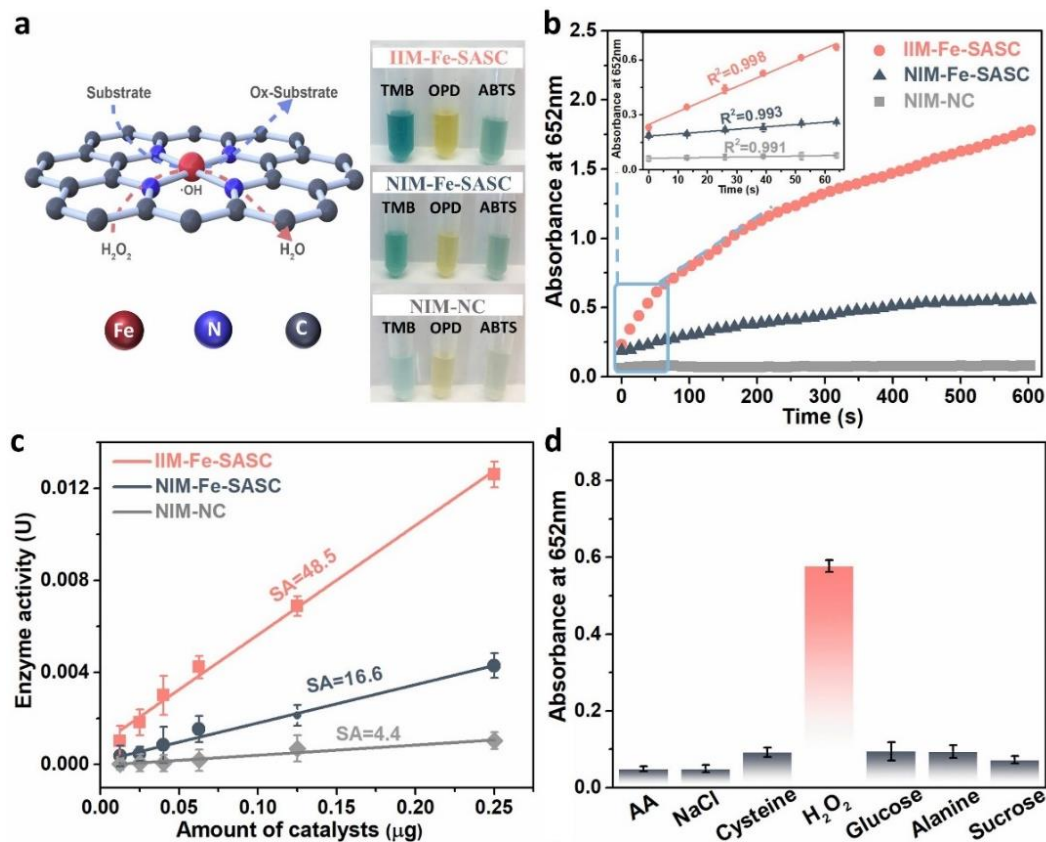 a
Substrate
Ox-Substrate
·OH
H₂O₂
H₂O
Fe
N
C
IIM-Fe-SASC
TMB OPD ABTS
NIM-Fe-SASC
TMB OPD ABTS
NIM-NC
TMB OPD ABTS
b
Absorbance at 652nm
2.0
1.5
1.0
0.5
0.0
0 100 200 300 400 500 600
Time (s)
IIM-Fe-SASC
NIM-Fe-SASC
NIM-NC
Absorbance at 652nm
0.6
0.3
0.0
R²=0.998
R²=0.993
R²=0.991
0 10 20 30 40 50 60
Time (s)
c
IIM-Fe-SASC
NIM-Fe-SASC
NIM-NC
Enzyme activity (U)
0.012
0.008
0.004
0.000
SA=48.5
SA=16.6
SA=4.4
0.00 0.05 0.10 0.15 0.20 0.25
Amount of catalysts (μg)
d
Absorbance at 652nm
0.8
0.6
0.4
0.2
0.0
AA NaCl Cysteine H₂O₂ Glucose Alanine Sucrose